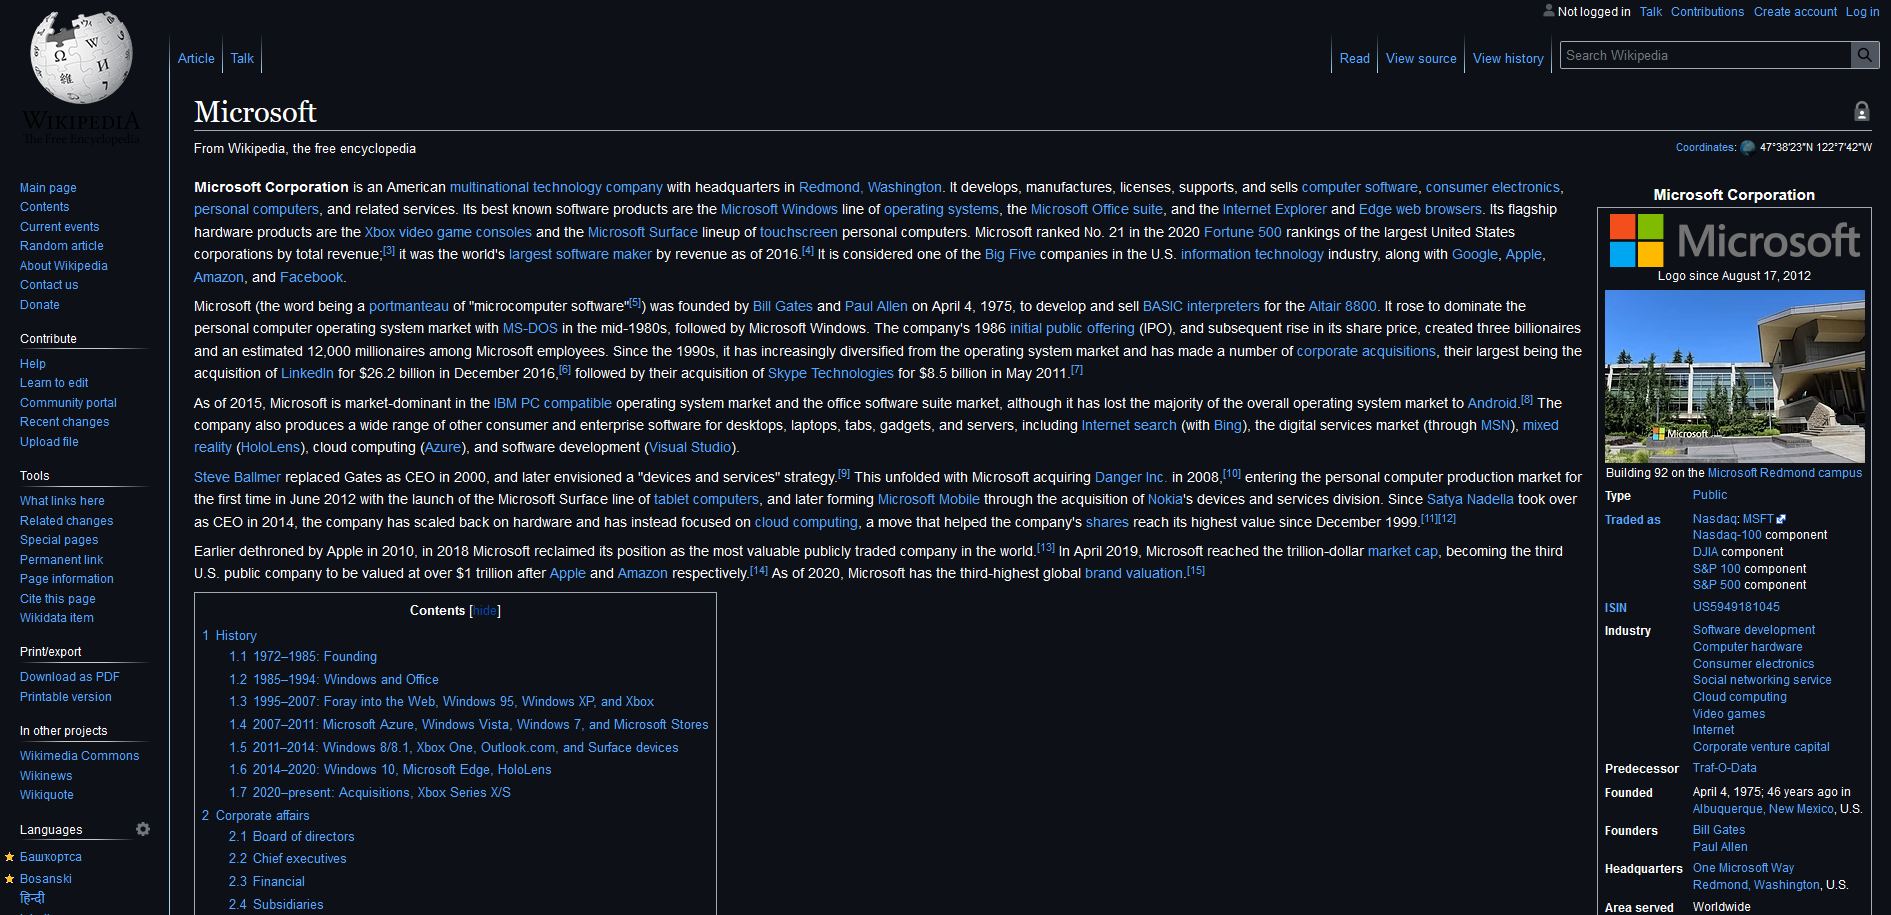 Not logged in Talk Contributions Create account Log in
Article Talk
Read View source View history
Search Wikipedia
WIKIPEDIA
The Free Encyclopedia
Microsoft
From Wikipedia, the free encyclopedia
Coordinates: 47°38′23″N 122°7′42″W
Main page
Contents
Current events
Random article
About Wikipedia
Contact us
Donate
Contribute
Help
Learn to edit
Community portal
Recent changes
Upload file
Tools
What links here
Related changes
Special pages
Permanent link
Page information
Cite this page
Wikidata item
Print/export
Download as PDF
Printable version
In other projects
Wikimedia Commons
Wikinews
Wikiquote
Languages
Башҡортса
Bosanski
हिन्दी
Microsoft Corporation is an American multinational technology company with headquarters in Redmond, Washington. It develops, manufactures, licenses, supports, and sells computer software, consumer electronics,
personal computers, and related services. Its best known software products are the Microsoft Windows line of operating systems, the Microsoft Office suite, and the Internet Explorer and Edge web browsers. Its flagship
hardware products are the Xbox video game consoles and the Microsoft Surface lineup of touchscreen personal computers. Microsoft ranked No. 21 in the 2020 Fortune 500 rankings of the largest United States
corporations by total revenue;[3] it was the world's largest software maker by revenue as of 2016.[4] It is considered one of the Big Five companies in the U.S. information technology industry, along with Google, Apple,
Amazon, and Facebook.
Microsoft (the word being a portmanteau of "microcomputer software"[5]) was founded by Bill Gates and Paul Allen on April 4, 1975, to develop and sell BASIC interpreters for the Altair 8800. It rose to dominate the
personal computer operating system market with MS-DOS in the mid-1980s, followed by Microsoft Windows. The company's 1986 initial public offering (IPO), and subsequent rise in its share price, created three billionaires
and an estimated 12,000 millionaires among Microsoft employees. Since the 1990s, it has increasingly diversified from the operating system market and has made a number of corporate acquisitions, their largest being the
acquisition of LinkedIn for $26.2 billion in December 2016,[6] followed by their acquisition of Skype Technologies for $8.5 billion in May 2011.[7]
As of 2015, Microsoft is market-dominant in the IBM PC compatible operating system market and the office software suite market, although it has lost the majority of the overall operating system market to Android.[8] The
company also produces a wide range of other consumer and enterprise software for desktops, laptops, tabs, gadgets, and servers, including Internet search (with Bing), the digital services market (through MSN), mixed
reality (HoloLens), cloud computing (Azure), and software development (Visual Studio).
Steve Ballmer replaced Gates as CEO in 2000, and later envisioned a "devices and services" strategy.[9] This unfolded with Microsoft acquiring Danger Inc. in 2008,[10] entering the personal computer production market for
the first time in June 2012 with the launch of the Microsoft Surface line of tablet computers, and later forming Microsoft Mobile through the acquisition of Nokia's devices and services division. Since Satya Nadella took over
as CEO in 2014, the company has scaled back on hardware and has instead focused on cloud computing, a move that helped the company's shares reach its highest value since December 1999.[11][12]
Earlier dethroned by Apple in 2010, in 2018 Microsoft reclaimed its position as the most valuable publicly traded company in the world.[13] In April 2019, Microsoft reached the trillion-dollar market cap, becoming the third
U.S. public company to be valued at over $1 trillion after Apple and Amazon respectively.[14] As of 2020, Microsoft has the third-highest global brand valuation.[15]
Contents [hide]
1 History
1.1 1972–1985: Founding
1.2 1985–1994: Windows and Office
1.3 1995–2007: Foray into the Web, Windows 95, Windows XP, and Xbox
1.4 2007–2011: Microsoft Azure, Windows Vista, Windows 7, and Microsoft Stores
1.5 2011–2014: Windows 8/8.1, Xbox One, Outlook.com, and Surface devices
1.6 2014–2020: Windows 10, Microsoft Edge, HoloLens
1.7 2020–present: Acquisitions, Xbox Series X/S
2 Corporate affairs
2.1 Board of directors
2.2 Chief executives
2.3 Financial
2.4 Subsidiaries
Microsoft Corporation
Microsoft
Logo since August 17, 2012
Microsoft
Building 92 on the Microsoft Redmond campus
Type Public
Traded as Nasdaq: MSFT
Nasdaq-100 component
DJIA component
S&P 100 component
S&P 500 component
ISIN US5949181045
Industry Software development
Computer hardware
Consumer electronics
Social networking service
Cloud computing
Video games
Internet
Corporate venture capital
Predecessor Traf-O-Data
Founded April 4, 1975; 46 years ago in
Albuquerque, New Mexico, U.S.
Founders Bill Gates
Paul Allen
Headquarters One Microsoft Way
Redmond, Washington, U.S.
Area served Worldwide